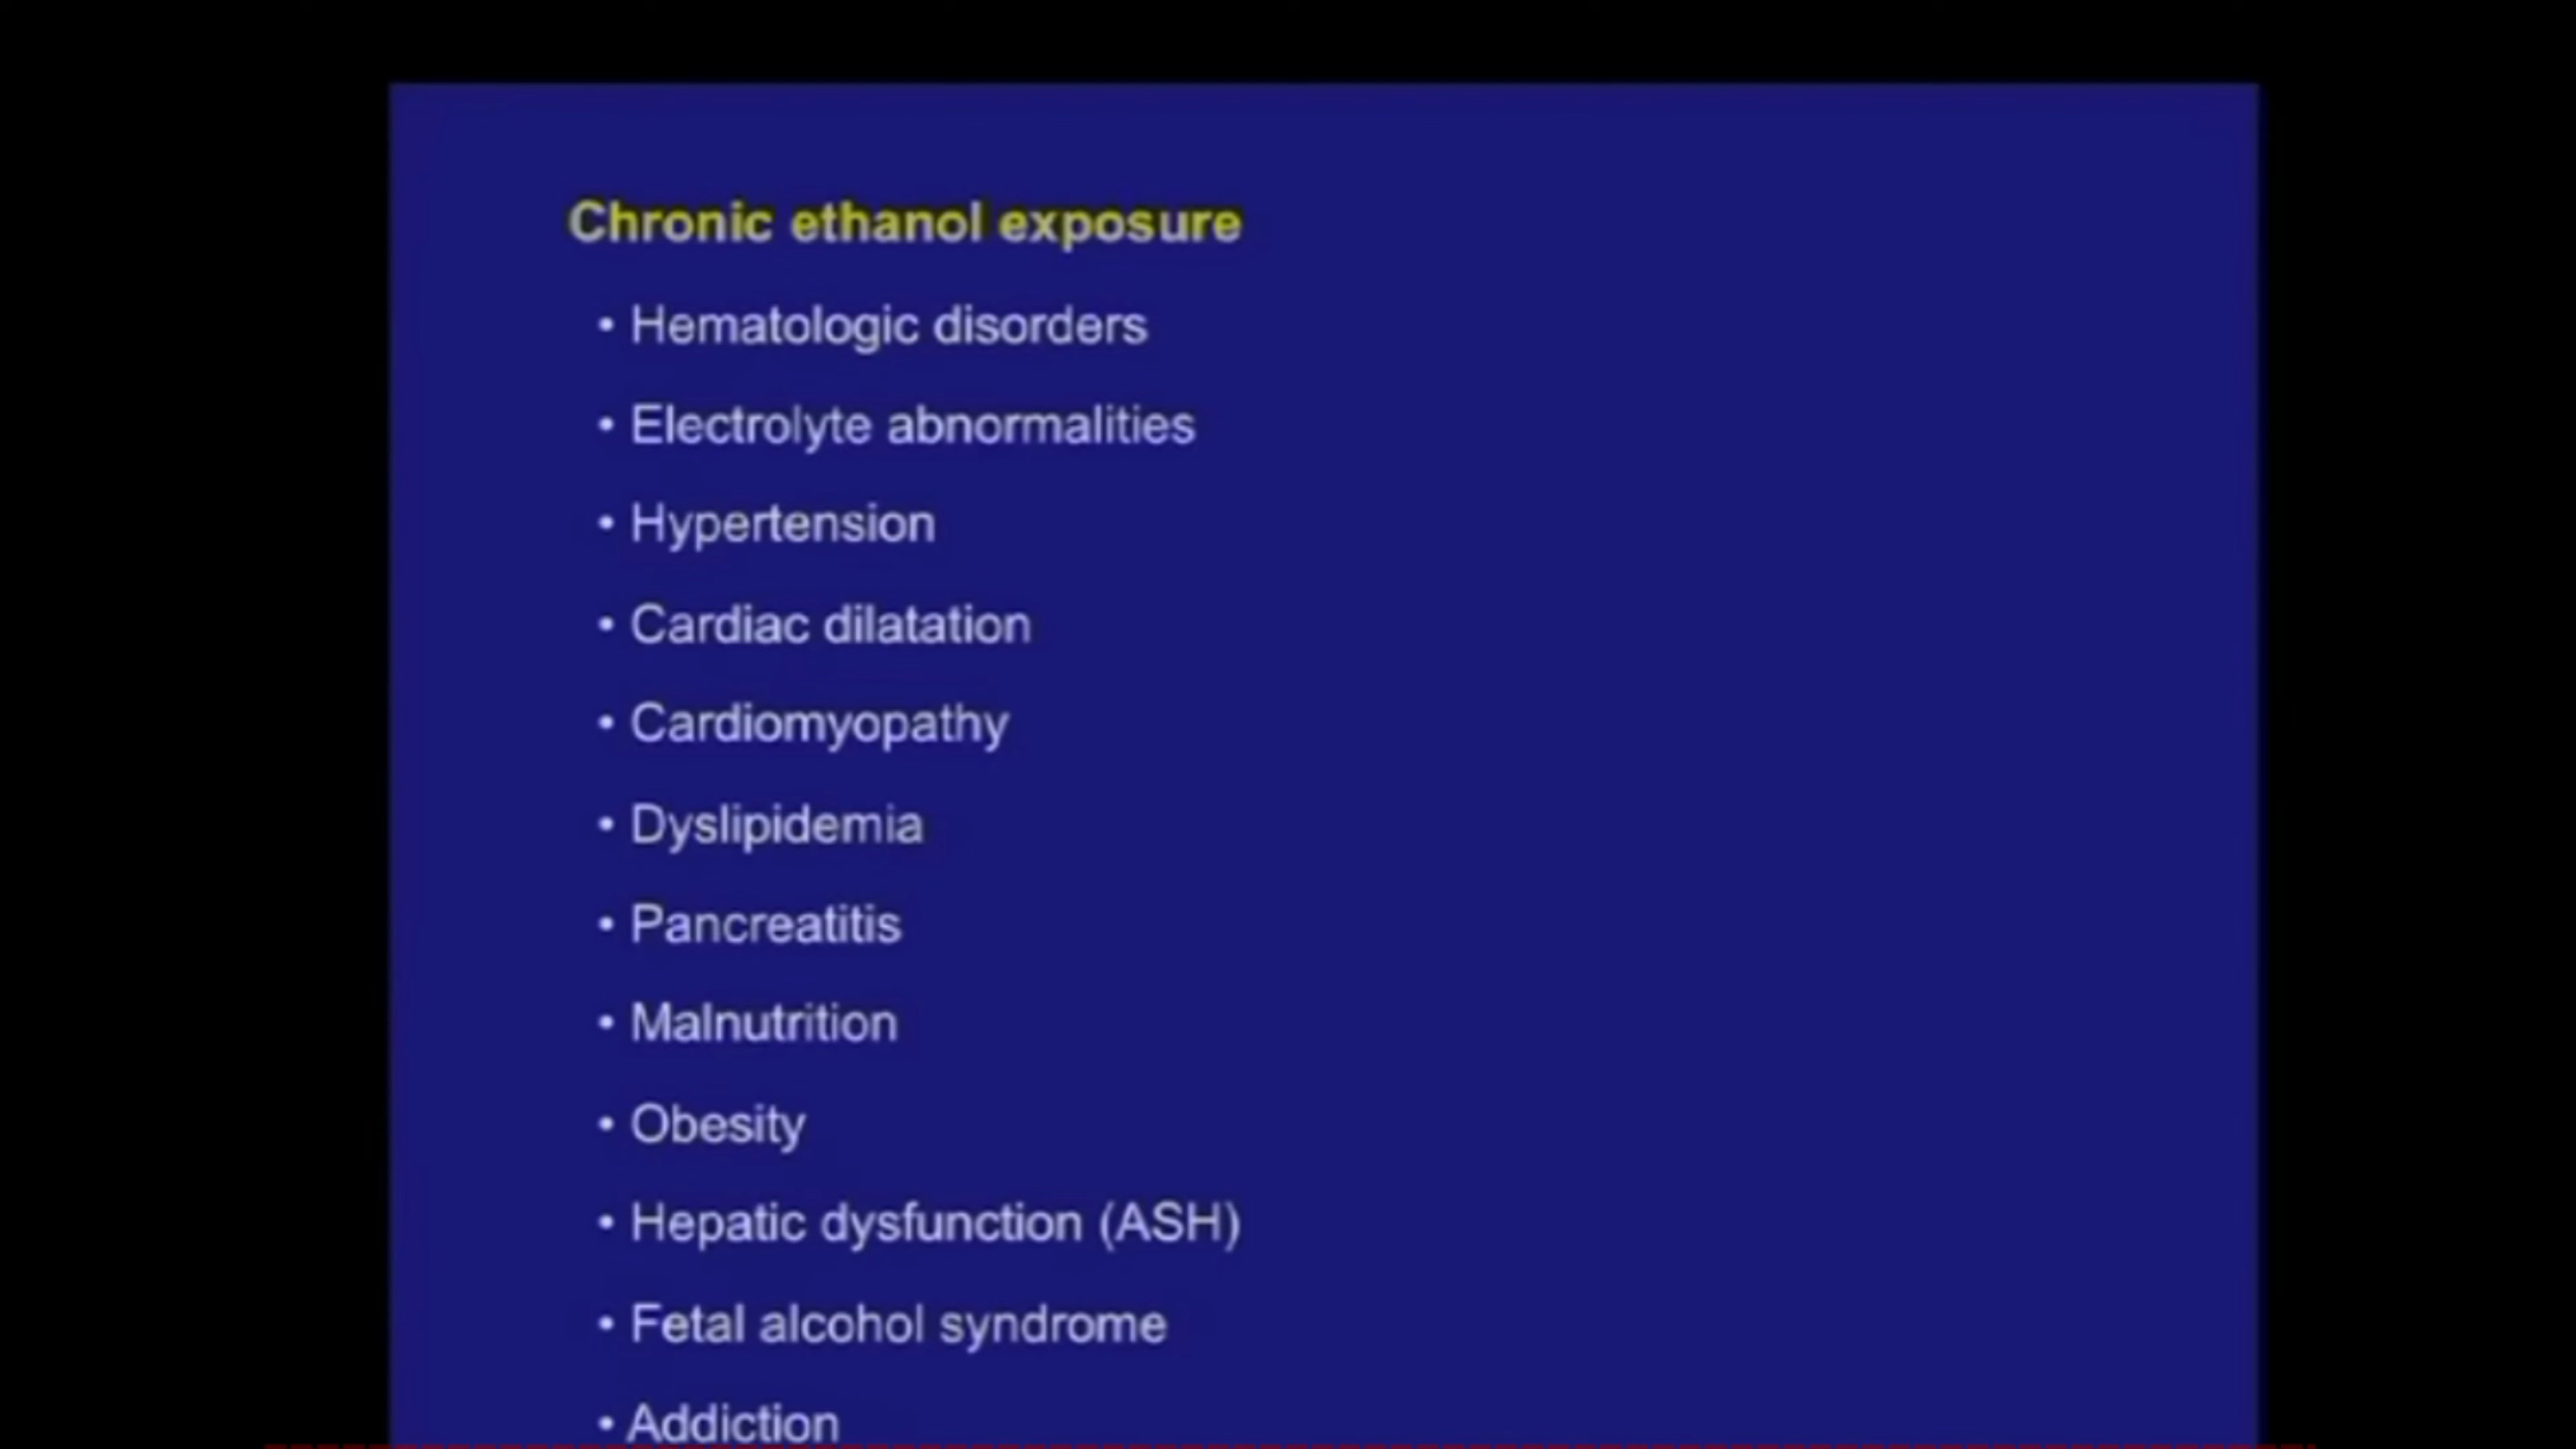 Chronic ethanol exposure
• Hematologic disorders
• Electrolyte abnormalities
• Hypertension
• Cardiac dilatation
• Cardiomyopathy
• Dyslipidemia
• Pancreatitis
• Malnutrition
• Obesity
• Hepatic dysfunction (ASH)
• Fetal alcohol syndrome
• Addiction